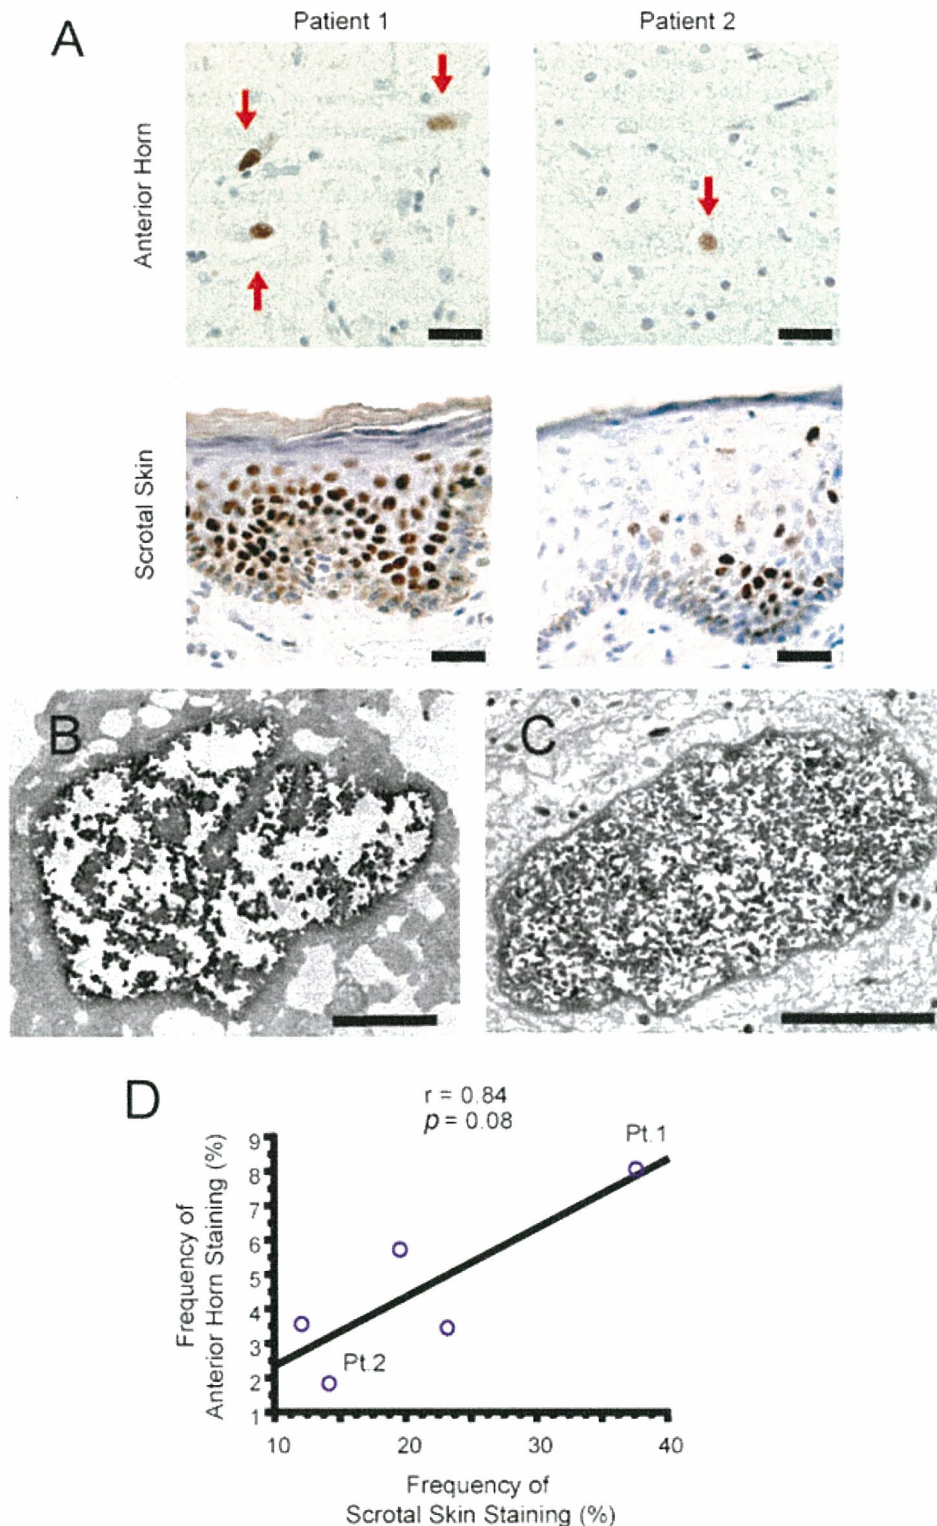 A
Patient 1
Patient 2
Anterior Horn
Scrotal Skin
B
C
D
r = 0.84
p = 0.08
Pt.1
Pt.2
9
8
7
6
5
4
3
2
1
10
20
30
40
Frequency of
Anterior Horn Staining (%)
Frequency of
Scrotal Skin Staining (%)